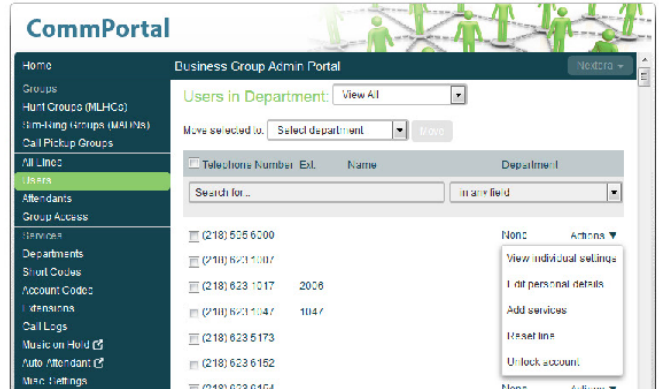 CommPortal
Home
Business Group Admin Portal
Nextera
Groups
Hunt Groups (MLHGs)
Sim-Ring Groups (MADNs)
Call Pickup Groups
All Lines
Users
Attendants
Group Access
Services
Departments
Short Codes
Account Codes
Extensions
Call Logs
Music on Hold
Auto Attendant
Misc. Settings
Users in Department: View All
Move selected to: Select department Move
Telephone Number Ext. Name Department
Search for... in any field
(218) 595 6000 None Actions ▼
(218) 623 1007
(218) 623 1017 2006
(218) 623 1047 1047
(218) 623 5173
(218) 623 6152
(218) 623 6154 None Actions ▼
View individual settings
Edit personal details
Add services
Reset line
Unlock account